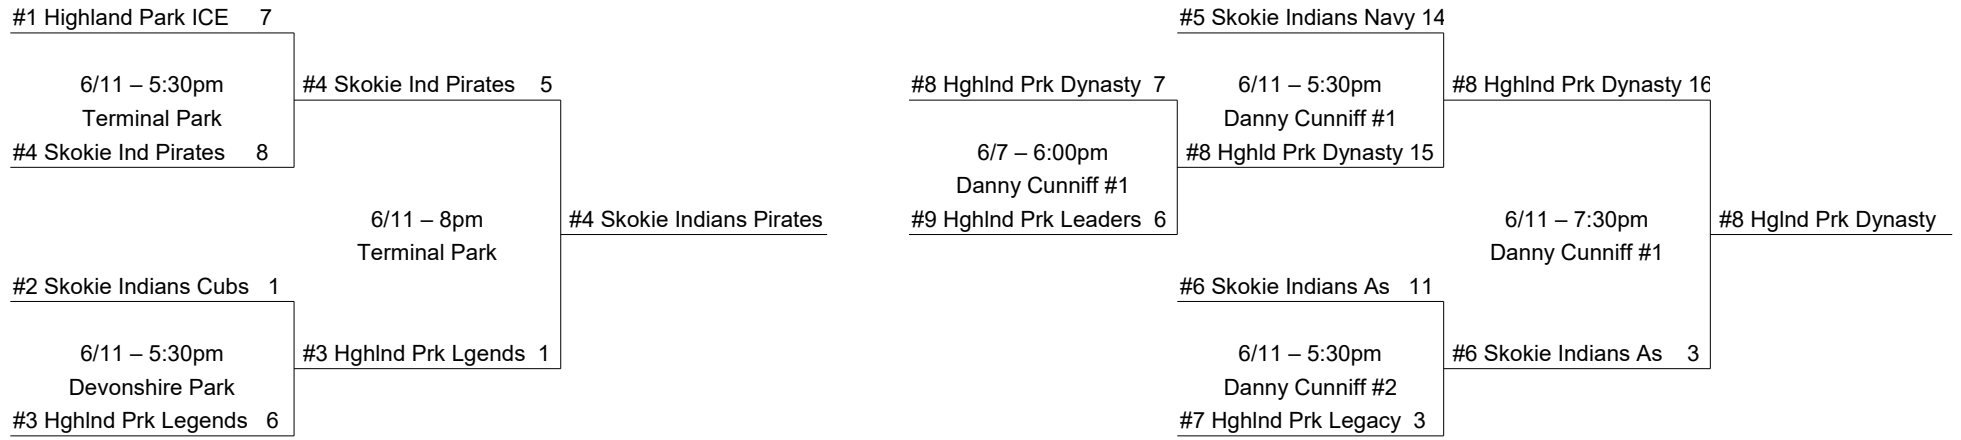 #1 Highland Park ICE 7
6/11 – 5:30pm
Terminal Park
#4 Skokie Ind Pirates 8
#4 Skokie Ind Pirates 5
6/11 – 8pm
Terminal Park
#4 Skokie Indians Pirates
#2 Skokie Indians Cubs 1
6/11 – 5:30pm
Devonshire Park
#3 Hghlnd Prk Legends 6
#3 Hghlnd Prk Lgends 1
#8 Hghlnd Prk Dynasty 7
6/7 – 6:00pm
Danny Cunniff #1
#9 Hghlnd Prk Leaders 6
#5 Skokie Indians Navy 14
6/11 – 5:30pm
Danny Cunniff #1
#8 Hghld Prk Dynasty 15
#8 Hghlnd Prk Dynasty 16
6/11 – 7:30pm
Danny Cunniff #1
#8 Hglnd Prk Dynasty
#6 Skokie Indians As 11
6/11 – 5:30pm
Danny Cunniff #2
#7 Hghlnd Prk Legacy 3
#6 Skokie Indians As 3